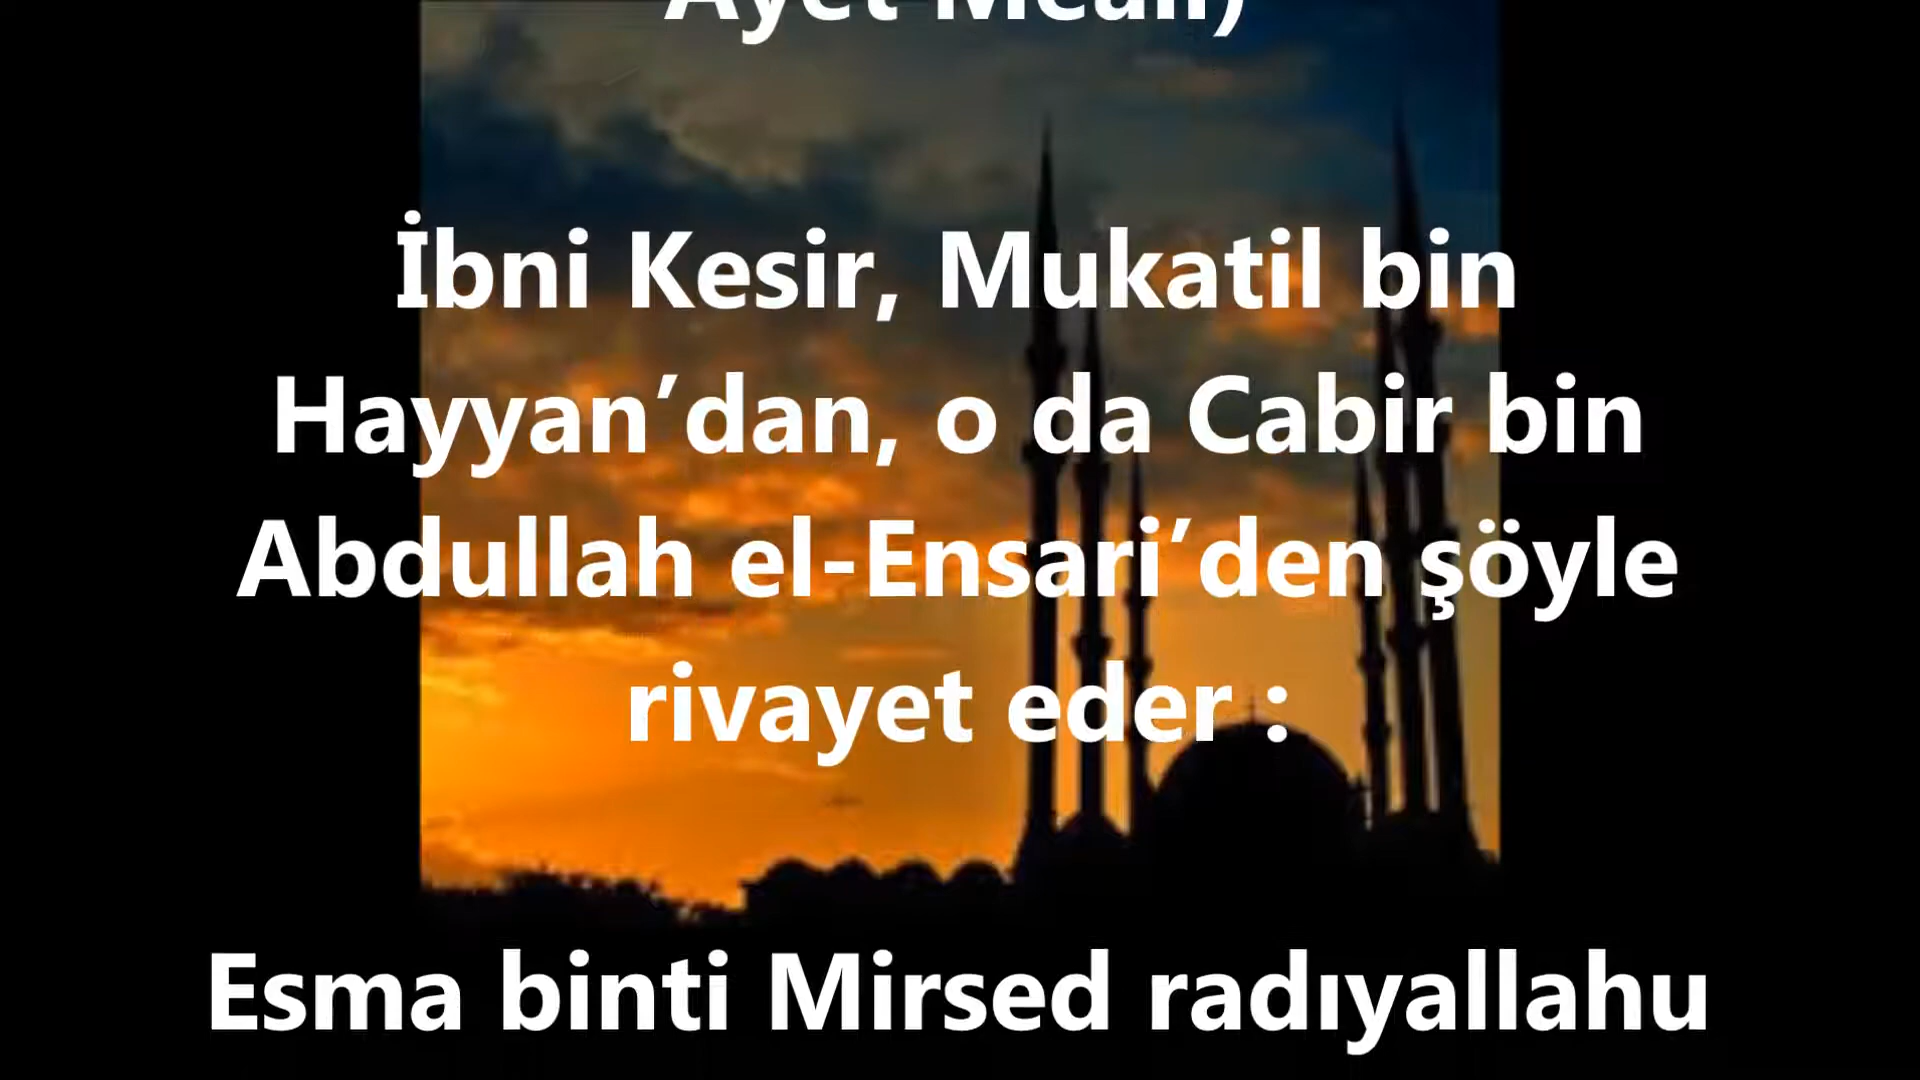 Ayet Meali)
İbni Kesir, Mukatil bin
Hayyan’dan, o da Cabir bin
Abdullah el-Ensari’den şöyle
rivayet eder :
Esma binti Mirsed radıyallahu